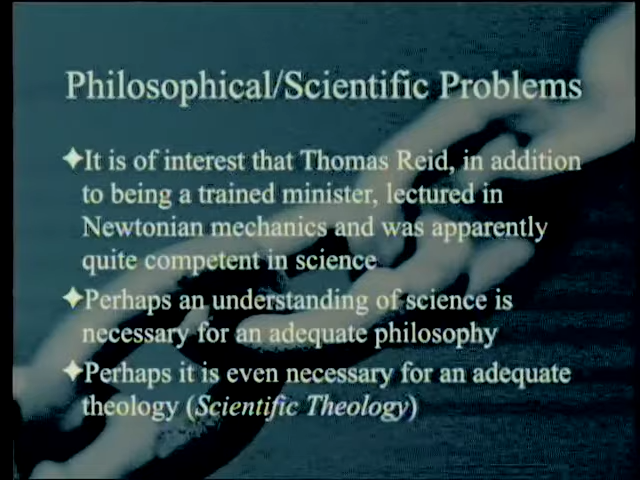 Philosophical/Scientific Problems
✦It is of interest that Thomas Reid, in addition
to being a trained minister, lectured in
Newtonian mechanics and was apparently
quite competent in science
✦Perhaps an understanding of science is
necessary for an adequate philosophy
✦Perhaps it is even necessary for an adequate
theology (Scientific Theology)